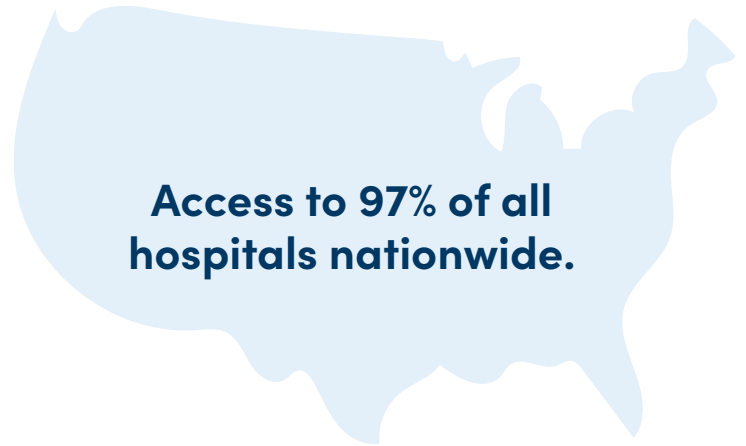 Access to 97% of all
hospitals nationwide.